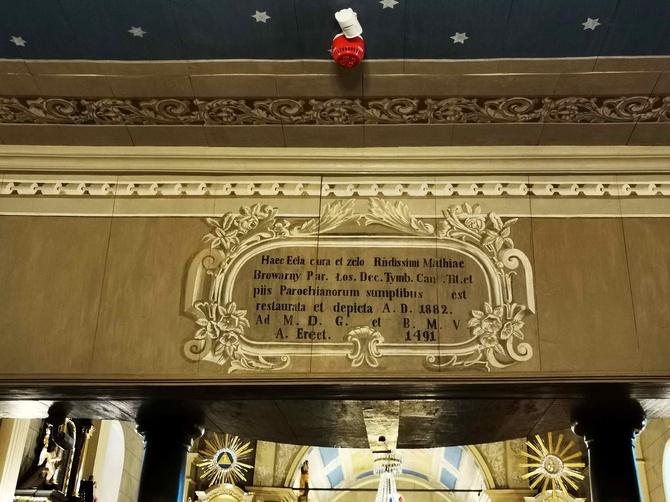 Haec Ecla cura et zelo Rndissimi Mathiae
Browarny Par. Łos. Dec. Tymb. Can. Tit. et
piis Parochianorum sumptibus est
restaurata et depicta A. D. 1882.
Ad M. D. G. et B. M. V
A. Erect. 1491